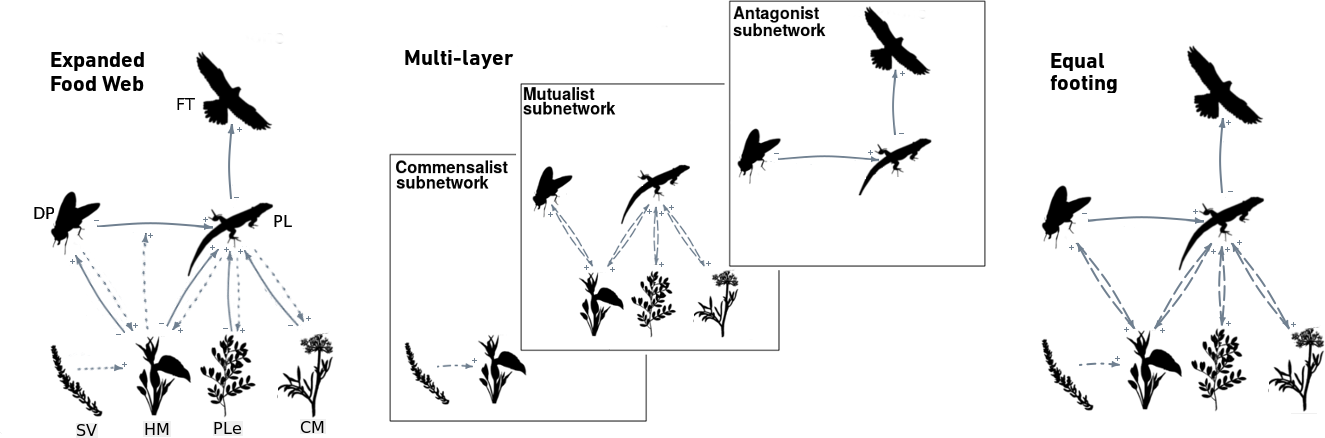 Expanded
Food Web
FT
DP
PL
SV
HM
PLe
CM
Multi-layer
Commensalist
subnetwork
Mutualist
subnetwork
Antagonist
subnetwork
Equal
footing